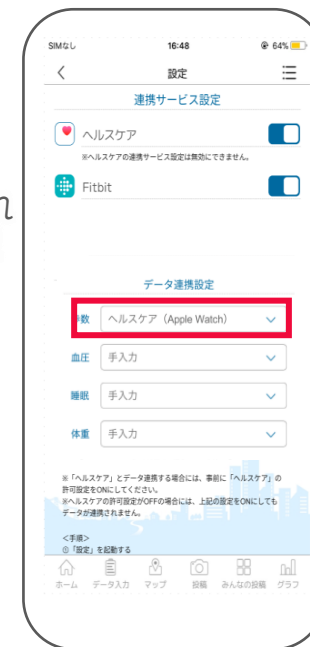 SIMなし 16:48 64%
設定
連携サービス設定
ヘルスケア
※ヘルスケアの連携サービス設定は無効にできません。
Fitbit
データ連携設定
数 ヘルスケア（Apple Watch）
血圧 手入力
睡眠 手入力
体重 手入力
※「ヘルスケア」とデータ連携する場合には、事前に「ヘルスケア」の
許可設定をONにしてください。
※ヘルスケアの許可設定がOFFの場合には、上記の設定をONにしても
データが連携されません。
＜手順＞
①「設定」を起動する
ホーム データ入力 マップ 投稿 みんなの投稿 グラフ